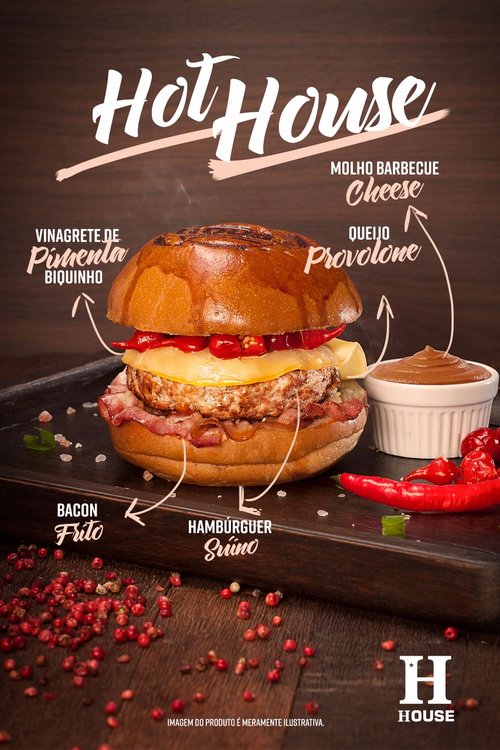 Hot House
MOLHO BARBECUE
Cheese
VINAGRETE DE
Pimenta
BIQUINHO
QUEIJO
Provolone
BACON
Frito
HAMBÚRGUER
Suíno
H
HOUSE
IMAGEM DO PRODUTO É MERAMENTE ILUSTRATIVA.